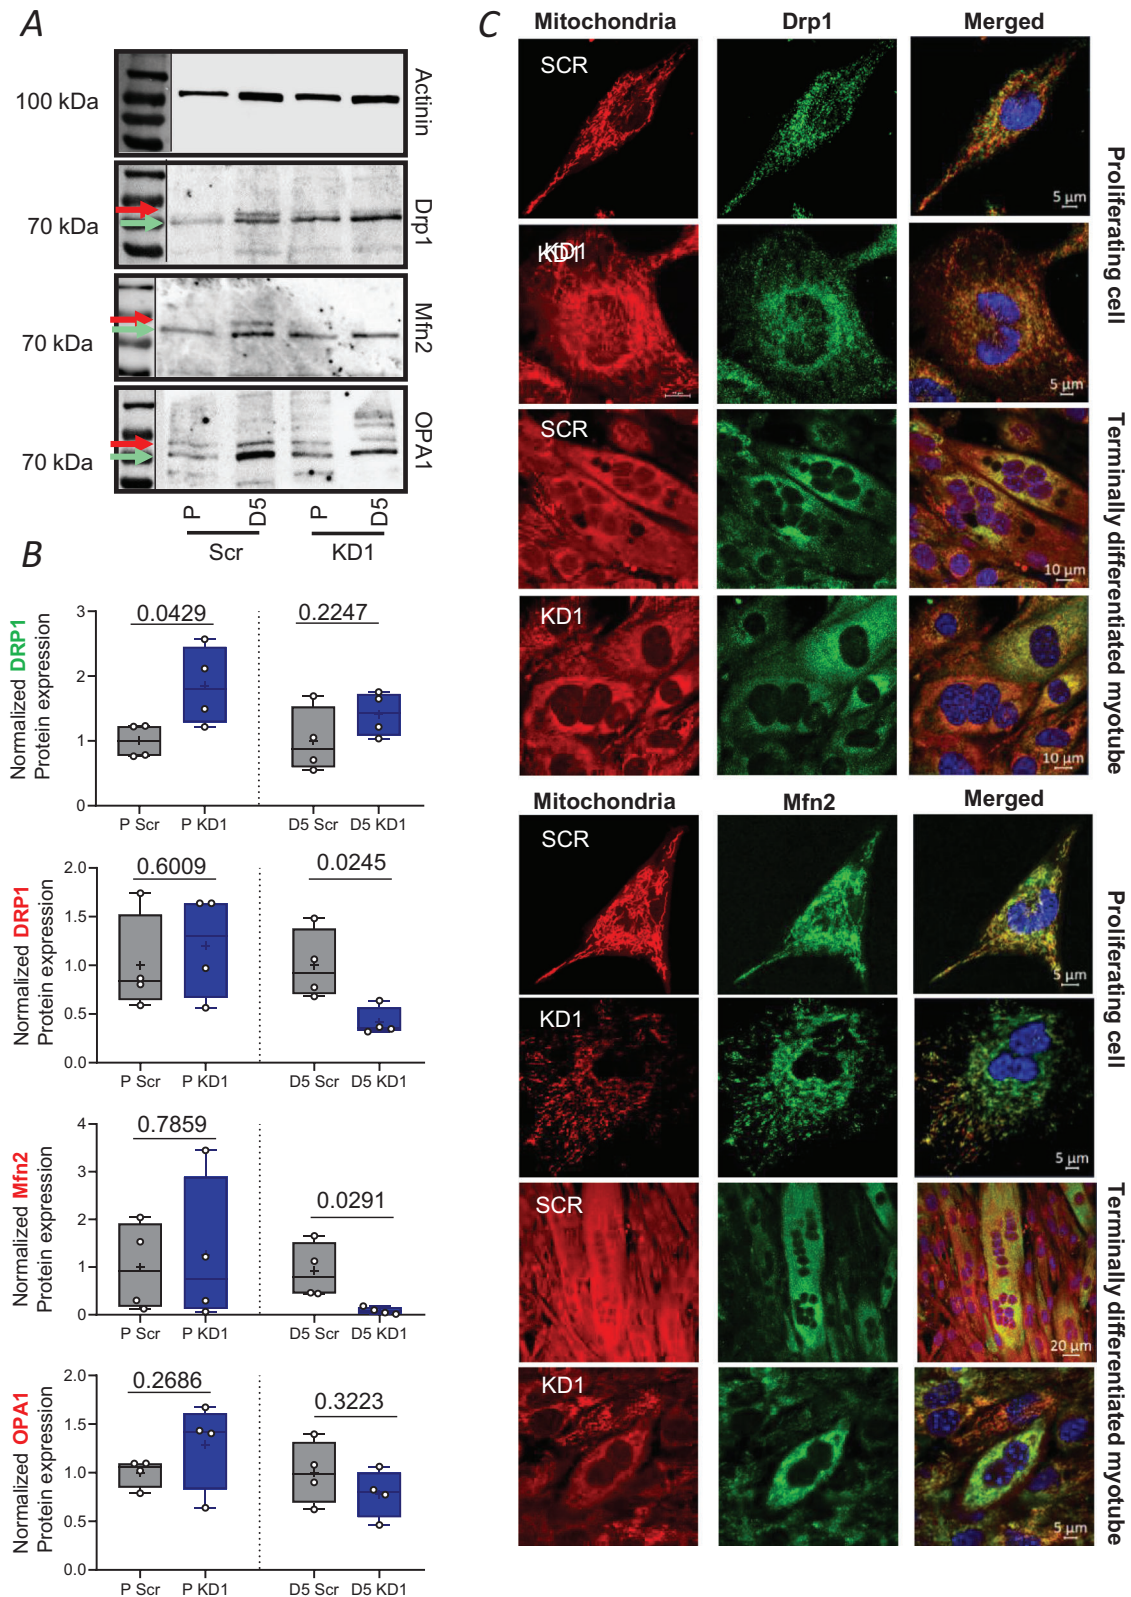 A
100 kDa
Actinin
70 kDa
Drp1
70 kDa
Mfn2
70 kDa
OPA1
P
D5
P
D5
Scr
KD1
B
Normalized DRP1
Protein expression
3
2
1
0
0.0429
0.2247
P Scr
P KD1
D5 Scr
D5 KD1
Normalized DRP1
Protein expression
2.0
1.5
1.0
0.5
0.0
0.6009
0.0245
P Scr
P KD1
D5 Scr
D5 KD1
Normalized Mfn2
Protein expression
4
3
2
1
0
0.7859
0.0291
P Scr
P KD1
D5 Scr
D5 KD1
Normalized OPA1
Protein expression
2.0
1.5
1.0
0.5
0.0
0.2686
0.3223
P Scr
P KD1
D5 Scr
D5 KD1
C
Mitochondria
Drp1
Merged
SCR
5 µm
KD1
KD1
5 µm
Proliferating cell
SCR
10 µm
KD1
10 µm
Terminally differentiated myotube
Mitochondria
Mfn2
Merged
SCR
5 µm
KD1
5 µm
Proliferating cell
SCR
20 µm
KD1
5 µm
Terminally differentiated myotube